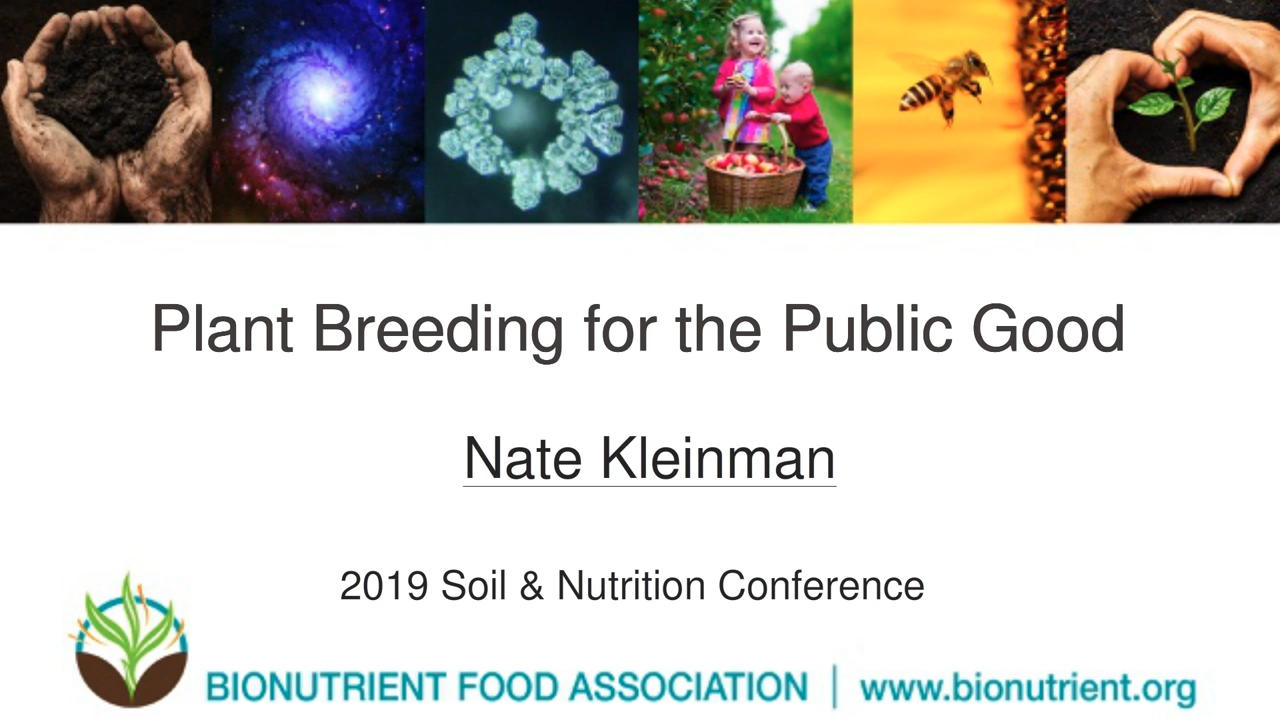 Plant Breeding for the Public Good
Nate Kleinman
2019 Soil & Nutrition Conference
BIONUTRIENT FOOD ASSOCIATION | www.bionutrient.org